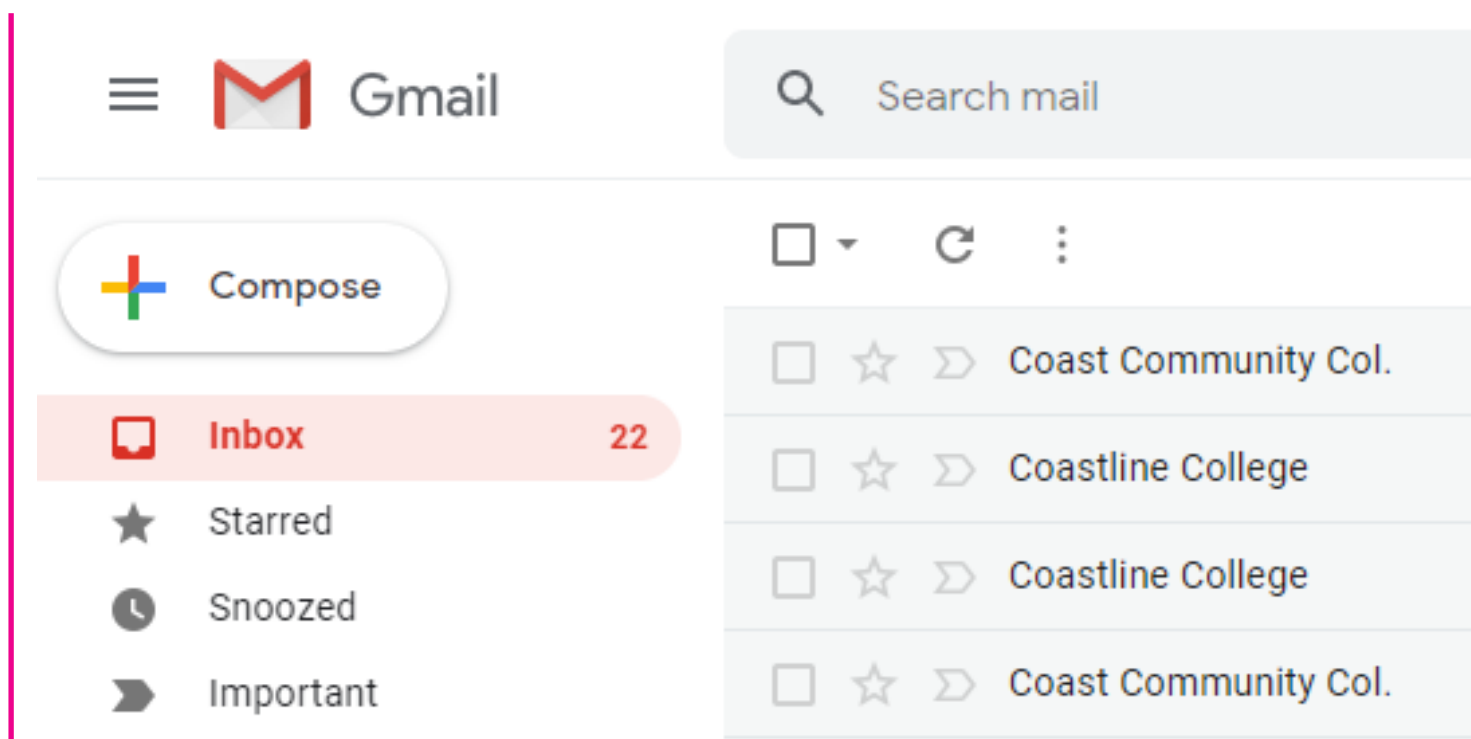 Gmail
Search mail
Compose
Inbox 22
Starred
Snoozed
Important
Coast Community Col.
Coastline College
Coastline College
Coast Community Col.